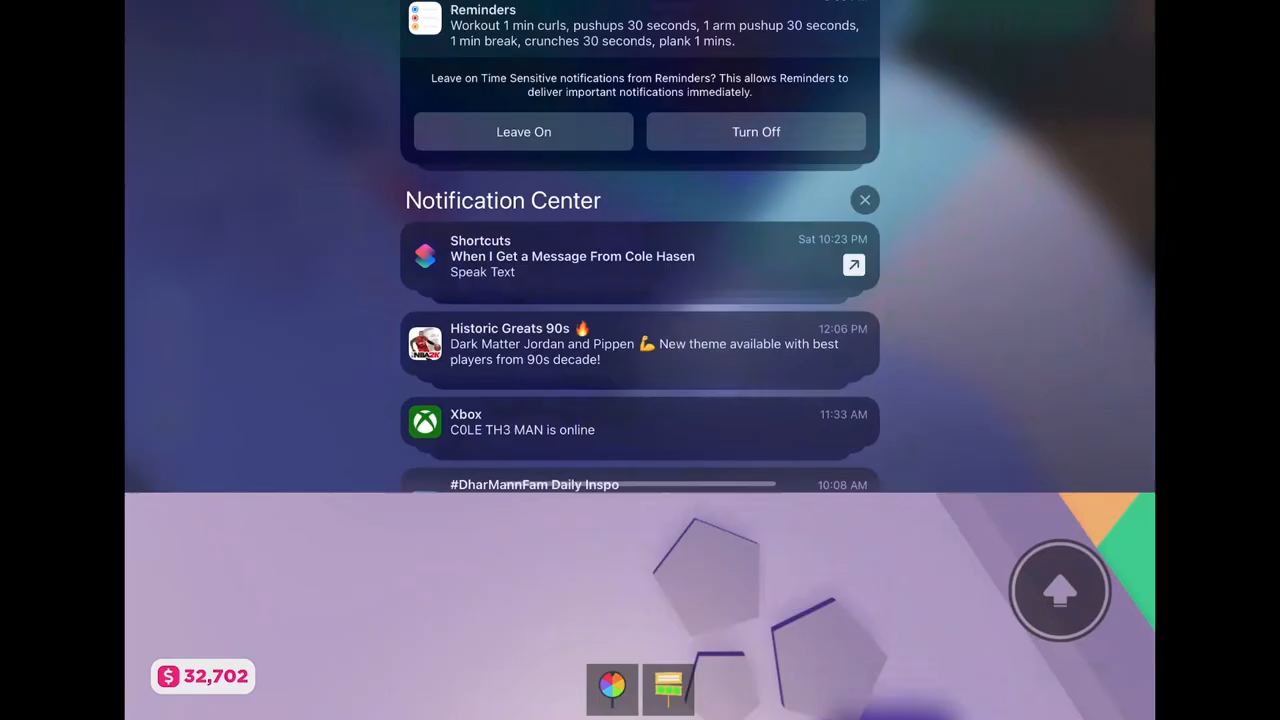 Reminders
Workout 1 min curls, pushups 30 seconds, 1 arm pushup 30 seconds,
1 min break, crunches 30 seconds, plank 1 mins.
Leave on Time Sensitive notifications from Reminders? This allows Reminders to
deliver important notifications immediately.
Leave On
Turn Off
Notification Center
Shortcuts
Sat 10:23 PM
When I Get a Message From Cole Hasen
Speak Text
Historic Greats 90s 🔥
12:06 PM
Dark Matter Jordan and Pippen 💪 New theme available with best
players from 90s decade!
NBA2K
Xbox
11:33 AM
C0LE TH3 MAN is online
#DharMannFam Daily Inspo
10:08 AM
$ 32,702